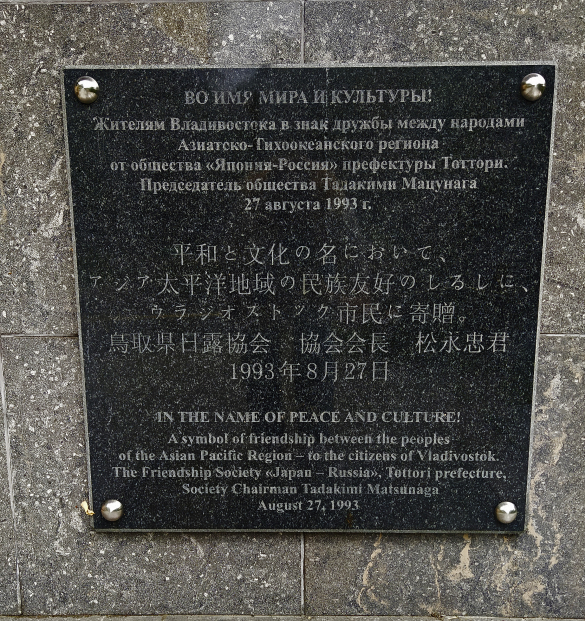 ВО ИМЯ МИРА И КУЛЬТУРЫ!
Жителям Владивостока в знак дружбы между народами
Азиатско-Тихоокеанского региона
от общества «Япония-Россия» префектуры Тоттори.
Председатель общества Тадакими Мацунага
27 августа 1993 г.
平和と文化の名において、
アジア太平洋地域の民族友好のしるしに、
ウラジオストック市民に寄贈。
鳥取県日露協会 協会会長 松永忠君
1993年8月27日
IN THE NAME OF PEACE AND CULTURE!
A symbol of friendship between the peoples
of the Asian Pacific Region – to the citizens of Vladivostok.
The Friendship Society «Japan – Russia», Tottori prefecture,
Society Chairman Tadakimi Matsunaga
August 27, 1993